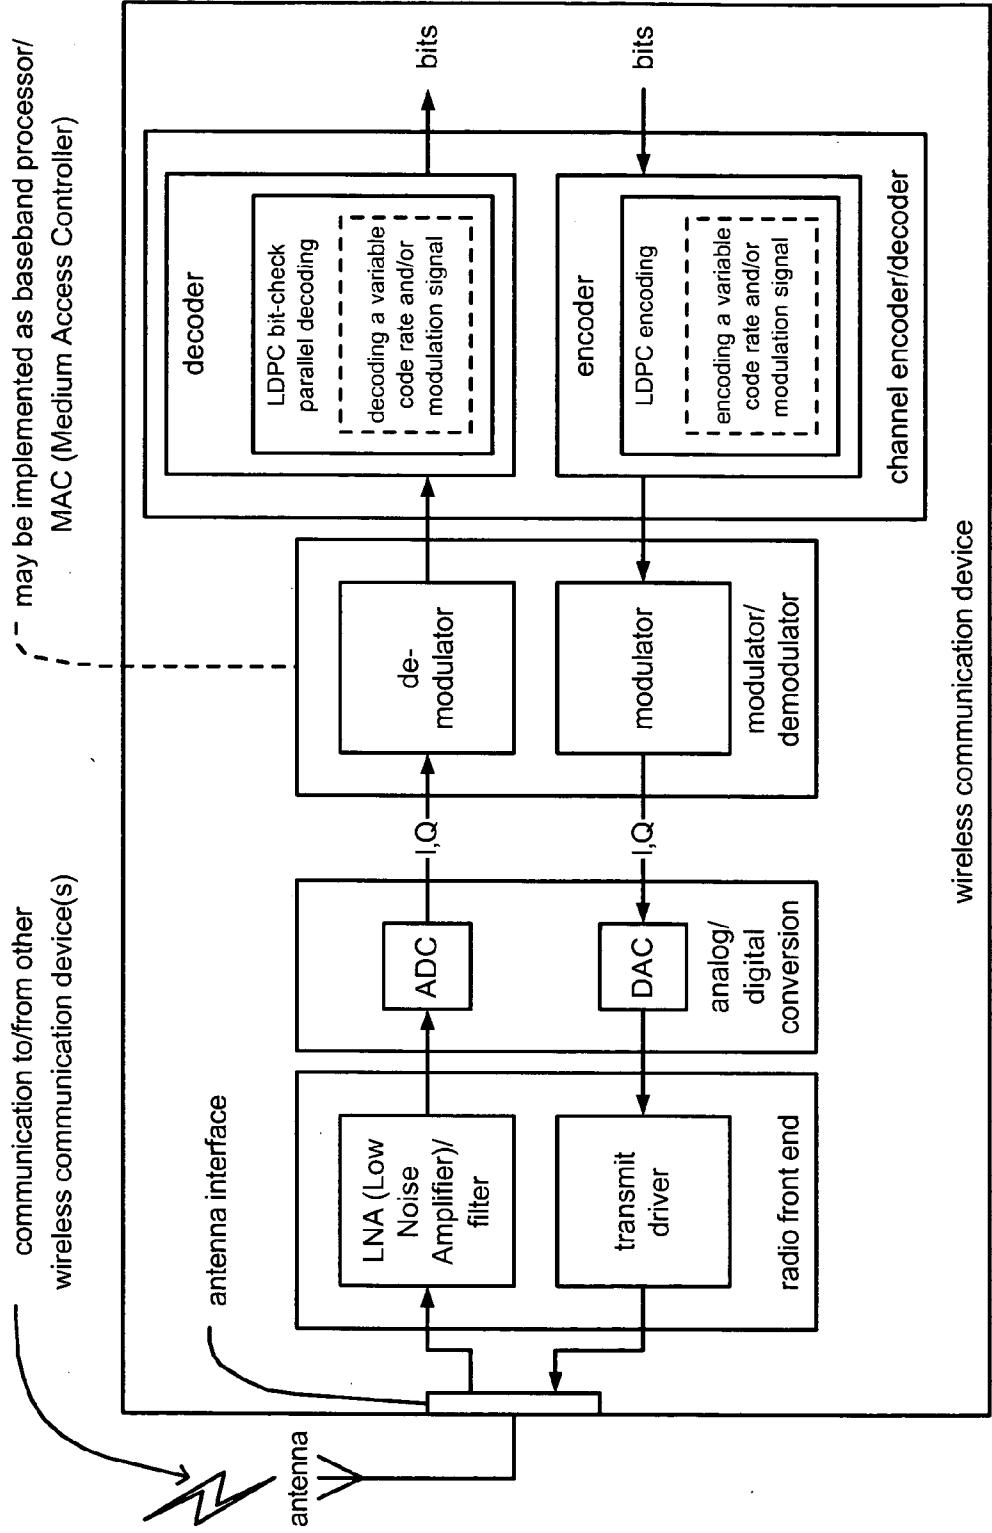 communication to/from other
wireless communication device(s)
may be implemented as baseband processor/
MAC (Medium Access Controller)
antenna
antenna interface
LNA (Low
Noise
Amplifier)/
filter
transmit
driver
radio front end
ADC
DAC
analog/
digital
conversion
I,Q
I,Q
de-
modulator
modulator
modulator/
demodulator
decoder
LDPC bit-check
parallel decoding
decoding a variable
code rate and/or
modulation signal
encoder
LDPC encoding
encoding a variable
code rate and/or
modulation signal
channel encoder/decoder
bits
bits
wireless communication device